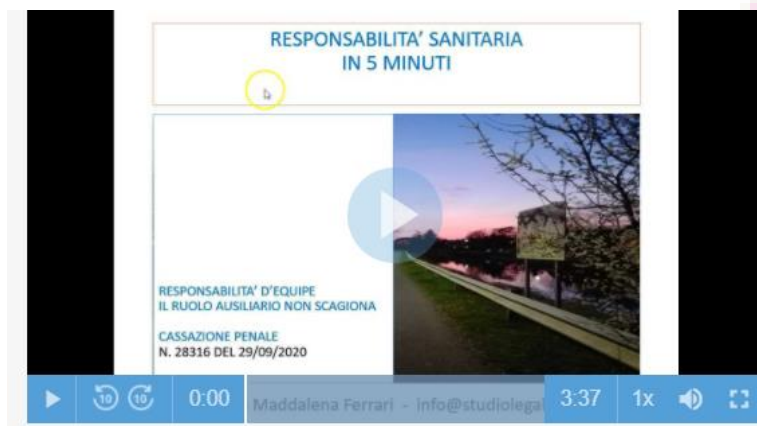 RESPONSABILITA' SANITARIA
IN 5 MINUTI
RESPONSABILITA' D'EQUIPE
IL RUOLO AUSILIARIO NON SCAGIONA
CASSAZIONE PENALE
N. 28316 DEL 29/09/2020
10 10 0:00 Maddalena Ferrari - info@studiolegal 3:37 1x